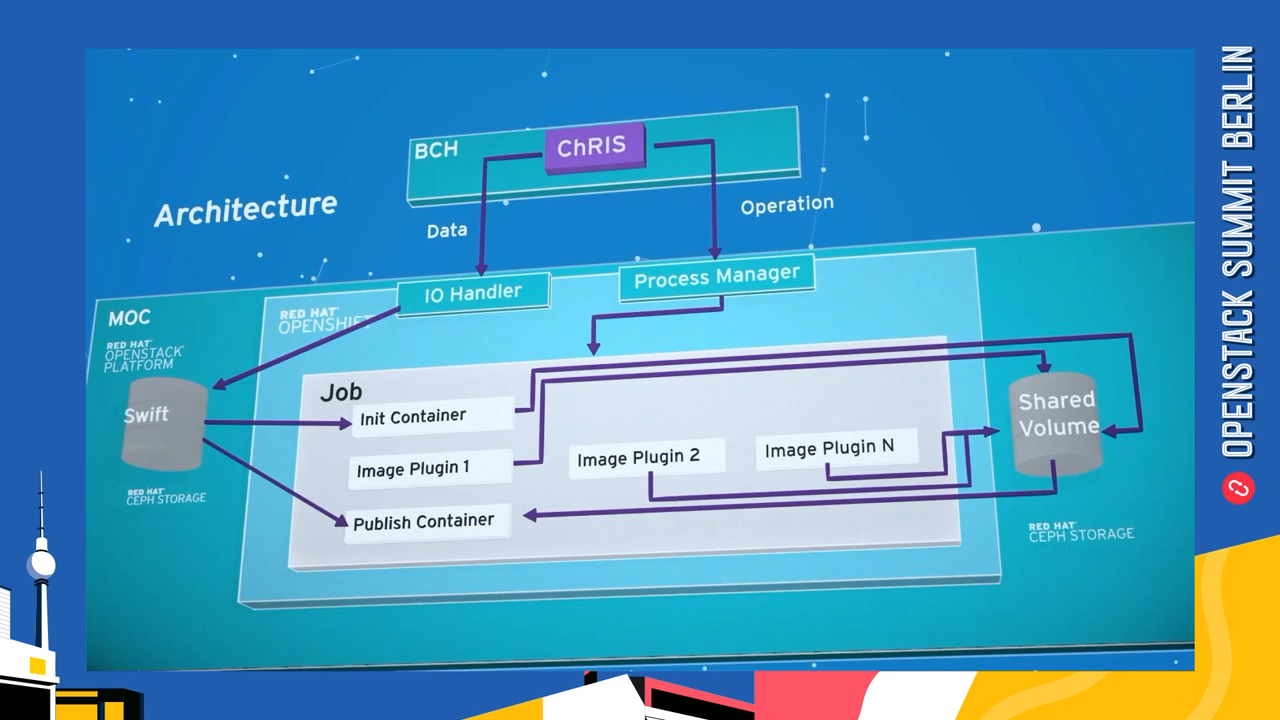 BCH
ChRIS
Architecture
Data
Operation
IO Handler
Process Manager
MOC
RED HAT
OPENSTACK
PLATFORM
RED HAT
OPENSHIFT
Swift
RED HAT
CEPH STORAGE
Job
Init Container
Image Plugin 1
Publish Container
Image Plugin 2
Image Plugin N
Shared
Volume
RED HAT
CEPH STORAGE
OPENSTACK SUMMIT BERLIN